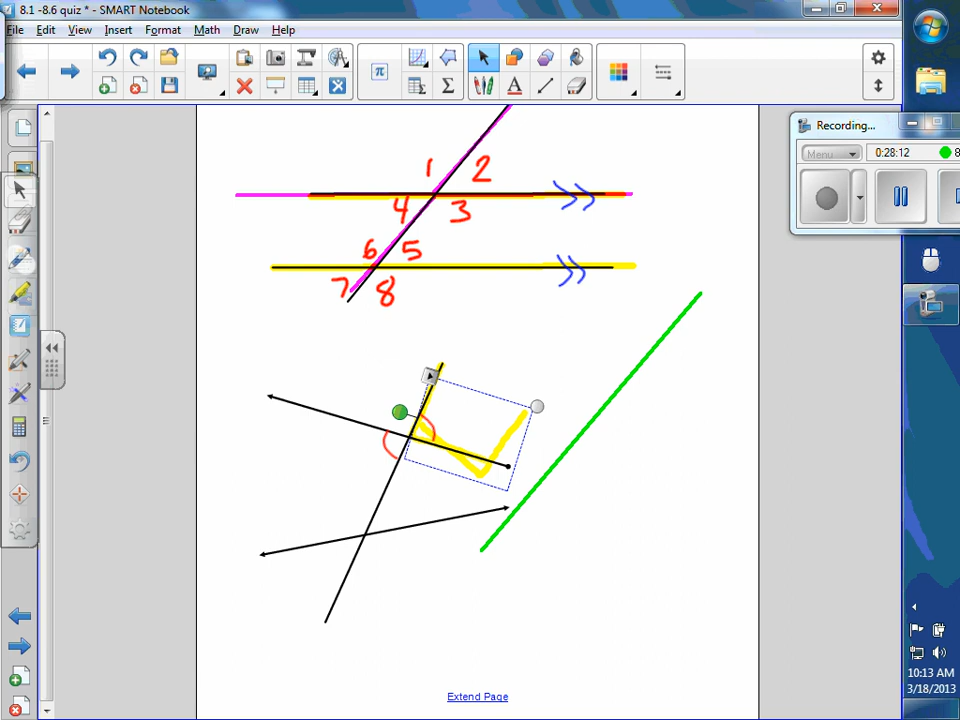 8.1 -8.6 quiz * - SMART Notebook
File Edit View Insert Format Math Draw Help
π
Σ
A
Recording...
Menu
0:28:12
8
1 2
4 3
6 5
7 8
Extend Page
10:13 AM
3/18/2013